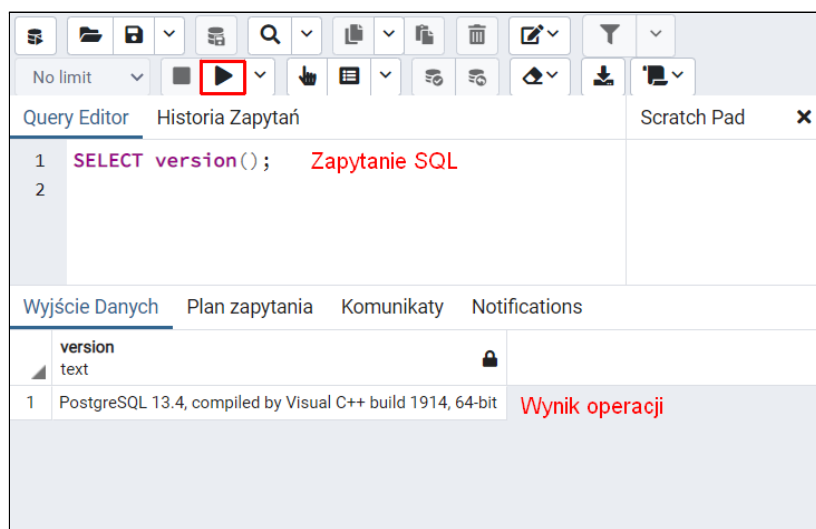 No limit
Query Editor Historia Zapytań Scratch Pad
1 SELECT version(); Zapytanie SQL
2
Wyjście Danych Plan zapytania Komunikaty Notifications
version
text
1 PostgreSQL 13.4, compiled by Visual C++ build 1914, 64-bit Wynik operacji